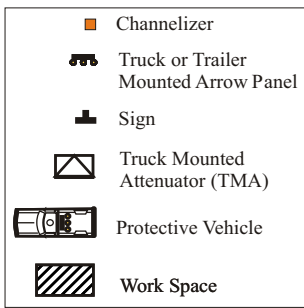 Channelizer
Truck or Trailer
Mounted Arrow Panel
Sign
Truck Mounted
Attenuator (TMA)
Protective Vehicle
Work Space